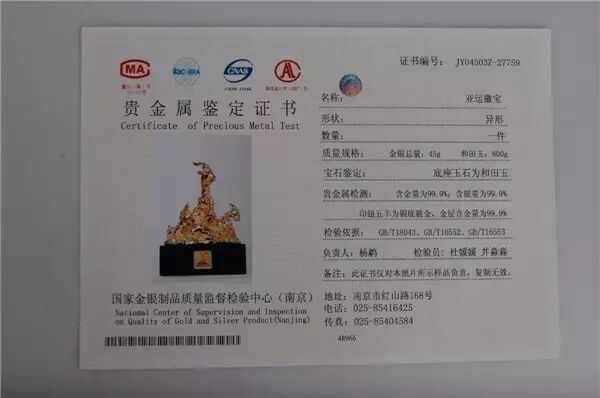 证书编号: JY04503Z-27759
MA
ilac-MRA
CNAS
贵金属鉴定证书
Certificate of Precious Metal Test
名称: 亚运徽宝
形状: 异形
数量: 一件
质量规格: 金银总量: 45g 和田玉: 800g
宝石鉴定: 底座玉石为和田玉
贵金属检测: 含金量为99.9%; 含银量为99.9%
印钮五羊为铜底镀金、金层含金量为99.9%
检验依据: GB/T18043、GB/T16552、GB/T16553
负责人: 杨鹤 检验员: 杜媛媛 井淼淼
备注: 此证书仅对本照片所示样品负责,复制无效。
国家金银制品质量监督检验中心(南京)
National Center of Supervision and Inspection
on Quality of Gold and Silver Product(Nanjing)
地址: 南京市红山路168号
电话: 025-85416425
传真: 025-85404584
48966